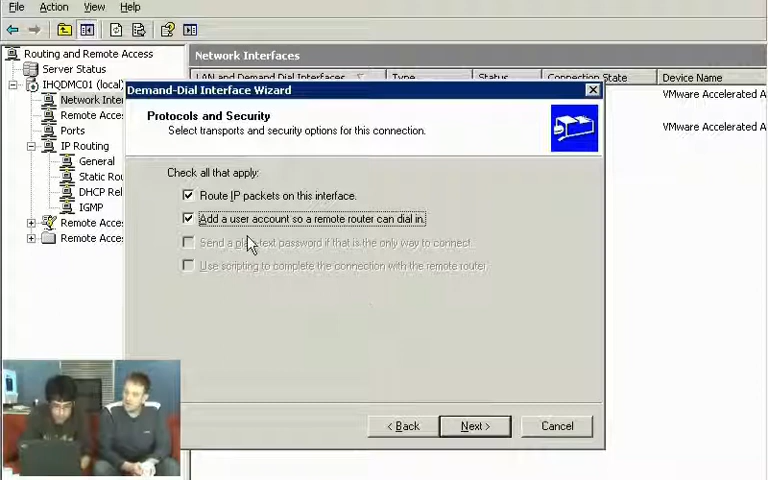 File Action View Help
Routing and Remote Access
Server Status
IHQDMC01 (local)
Network Inter
Remote Acces
Ports
IP Routing
General
Static Rou
DHCP Rel
IGMP
Remote Acces
Remote Acces
Network Interfaces
LAN and Demand Dial Interfaces Type Status Connection State Device Name
VMware Accelerated A
VMware Accelerated A
Demand-Dial Interface Wizard
Protocols and Security
Select transports and security options for this connection.
Check all that apply:
Route IP packets on this interface.
Add a user account so a remote router can dial in.
Send a plain-text password if that is the only way to connect.
Use scripting to complete the connection with the remote router
< Back Next > Cancel